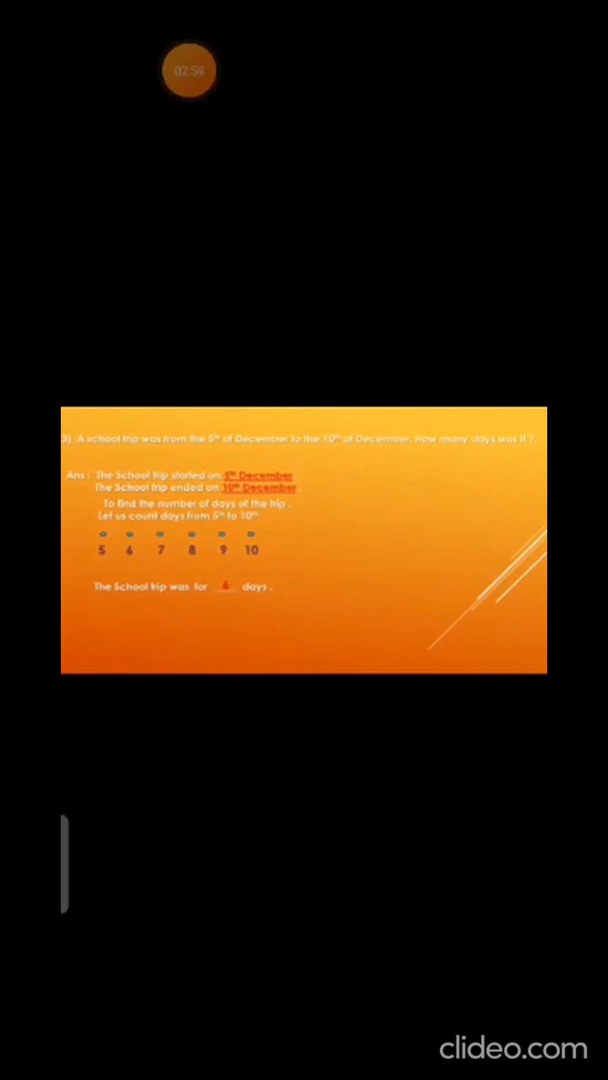 02:59
3) A school trip was from the 5th of December to the 10th of December. How many days was it ?
Ans : The School trip started on 5th December
The School trip ended on 10th December
To find the number of days of the trip ,
Let us count days from 5th to 10th.
5 6 7 8 9 10
The School trip was for 6 days .
clideo.com